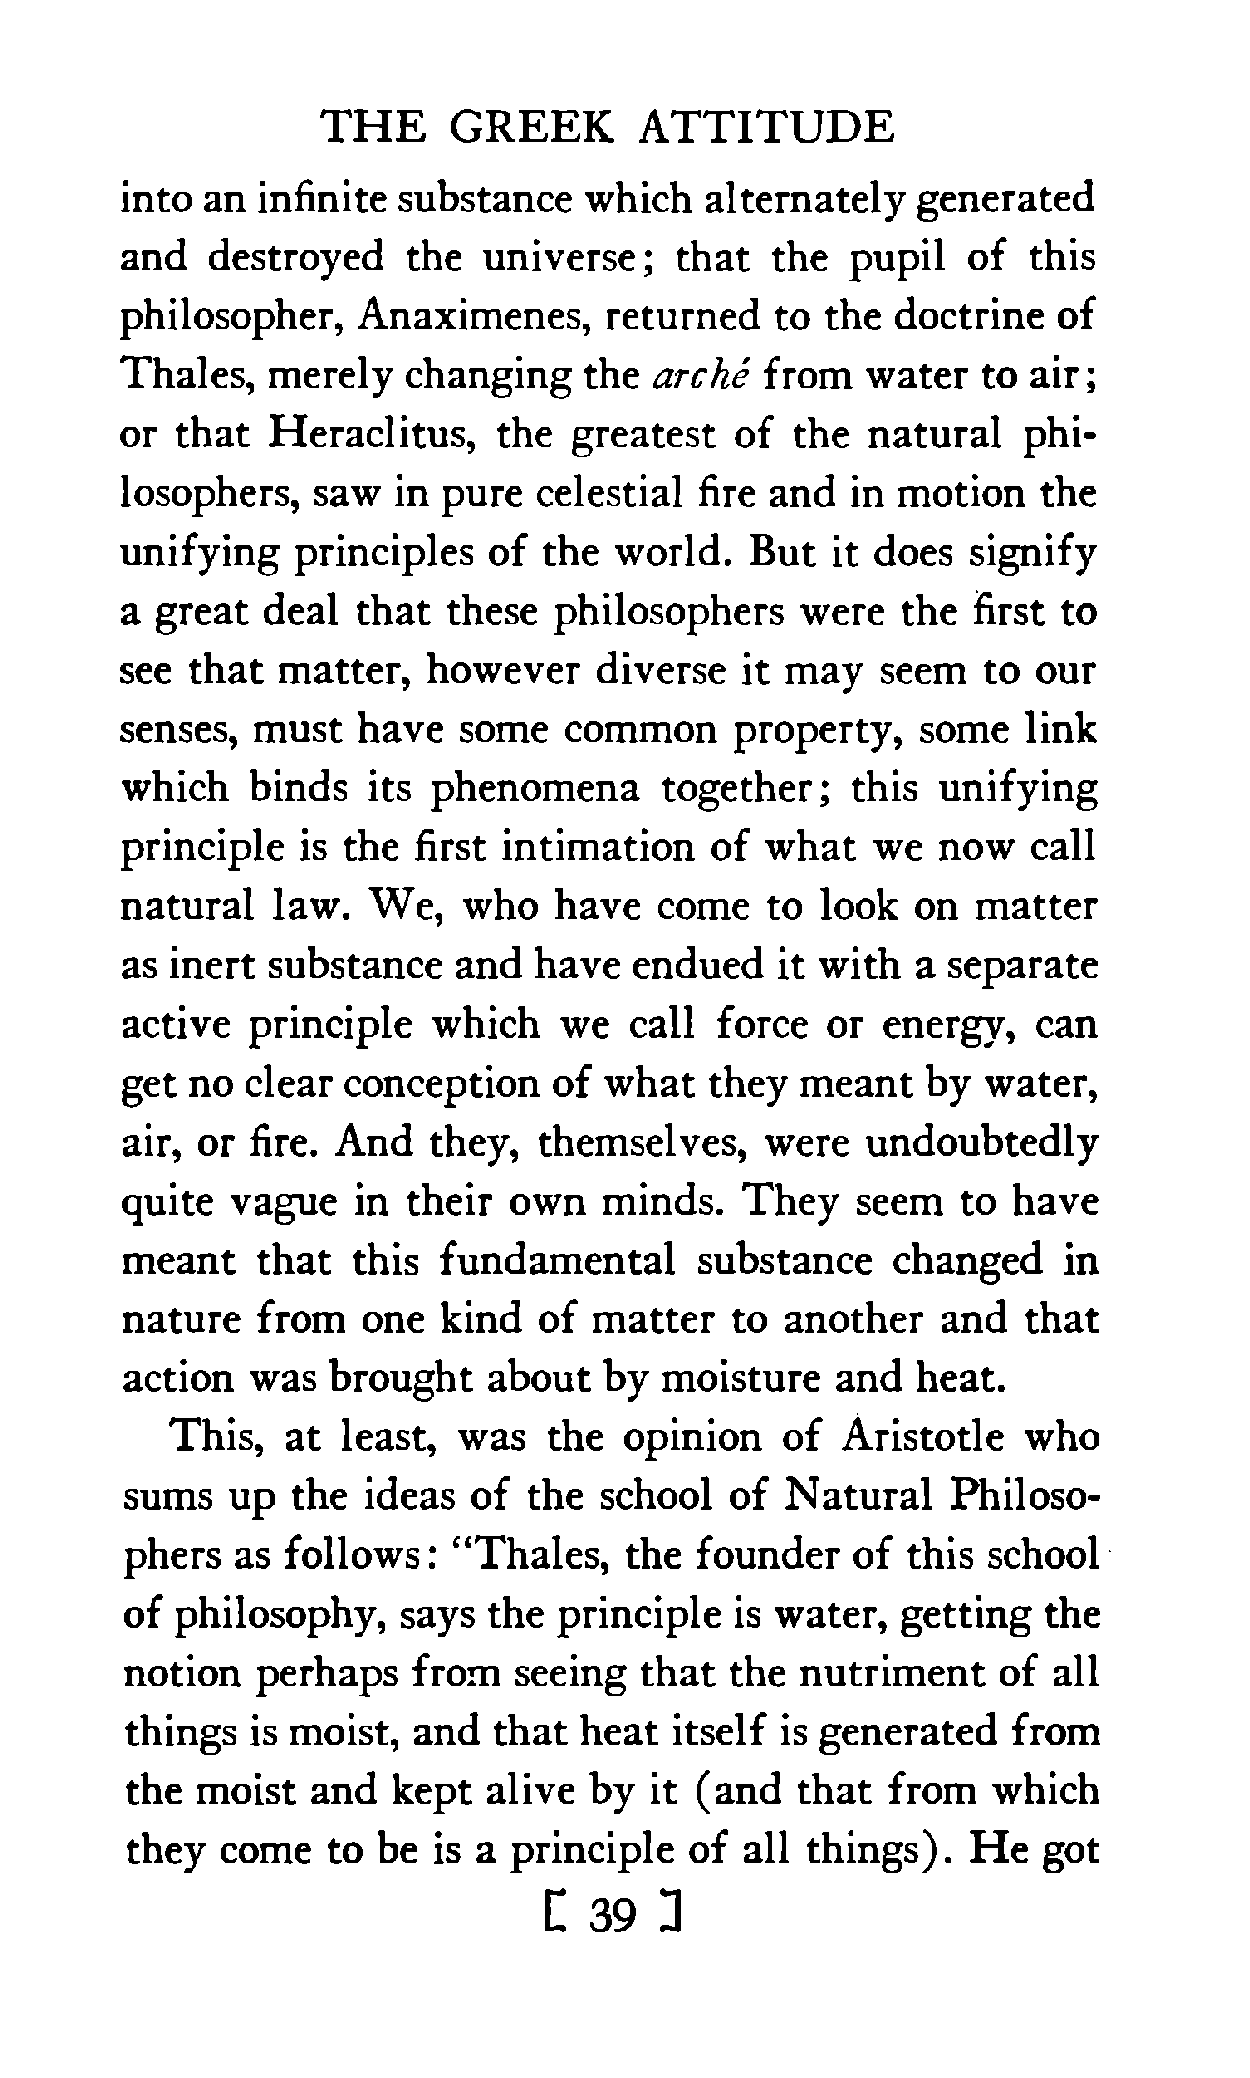 THE GREEK ATTITUDE
into an infinite substance which alternately generated
and destroyed the universe; that the pupil of this
philosopher, Anaximenes, returned to the doctrine of
Thales, merely changing the arché from water to air;
or that Heraclitus, the greatest of the natural phi-
losophers, saw in pure celestial fire and in motion the
unifying principles of the world. But it does signify
a great deal that these philosophers were the first to
see that matter, however diverse it may seem to our
senses, must have some common property, some link
which binds its phenomena together; this unifying
principle is the first intimation of what we now call
natural law. We, who have come to look on matter
as inert substance and have endued it with a separate
active principle which we call force or energy, can
get no clear conception of what they meant by water,
air, or fire. And they, themselves, were undoubtedly
quite vague in their own minds. They seem to have
meant that this fundamental substance changed in
nature from one kind of matter to another and that
action was brought about by moisture and heat.
This, at least, was the opinion of Aristotle who
sums up the ideas of the school of Natural Philoso-
phers as follows: “Thales, the founder of this school
of philosophy, says the principle is water, getting the
notion perhaps from seeing that the nutriment of all
things is moist, and that heat itself is generated from
the moist and kept alive by it (and that from which
they come to be is a principle of all things). He got
[ 39 ]